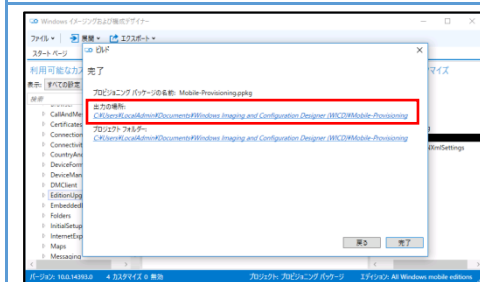 Windows イメージングおよび構成デザイナー
ファイル 展開 エクスポート
スタート ページ
ビルド
利用可能なカス
マイズ
完了
表示: すべての設定
検索
プロビジョニング パッケージの名前: Mobile-Provisioning.ppkg
出力の場所:
C:¥Users¥LocalAdmin¥Documents¥Windows Imaging and Configuration Designer (WICD)¥Mobile-Provisioning
プロジェクト フォルダー:
C:¥Users¥LocalAdmin¥Documents¥Windows Imaging and Configuration Designer (WICD)¥Mobile-Provisioning
CallAndMe
Certificates
Connection
Connectivit
CountryAn
DeviceForm
DeviceMan
DMClient
EditionUpg
Embedded
Folders
InitialSetup
InternetExp
Maps
Messaging
XmlSettings
戻る 完了
バージョン: 10.0.14393.0 4 カスタマイズ 0 無効 プロジェクト: プロビジョニング パッケージ エディション: All Windows mobile editions